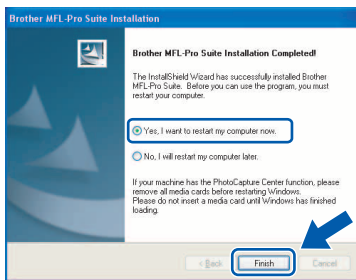 Brother MFL-Pro Suite Installation
Brother MFL-Pro Suite Installation Completed!
The InstallShield Wizard has successfully installed Brother
MFL-Pro Suite. Before you can use the program, you must
restart your computer.
Yes, I want to restart my computer now.
No, I will restart my computer later.
If your machine has the PhotoCapture Center function, please
remove all media cards before restarting Windows.
Please do not insert a media card until Windows has finished
loading.
< Back Finish Cancel